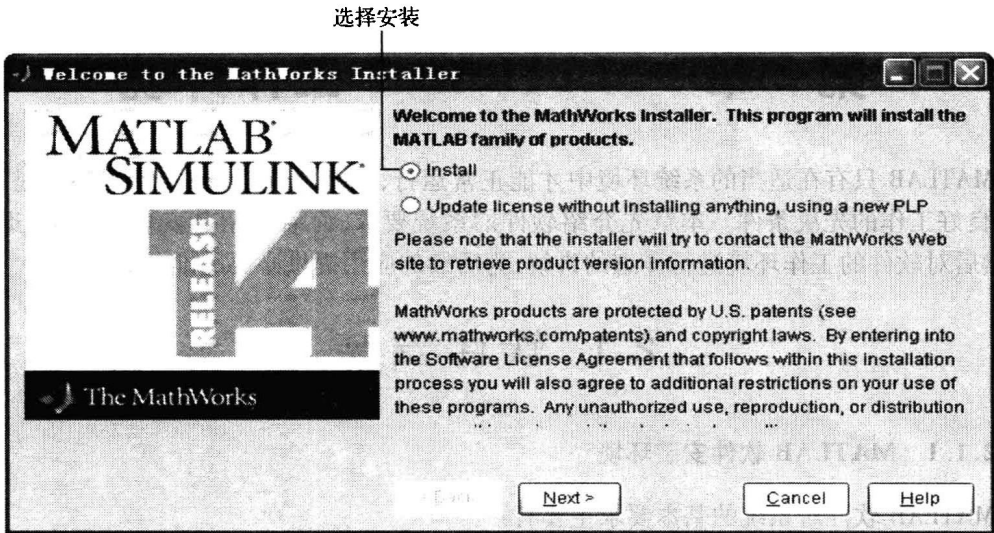 选择安装
Welcome to the MathWorks Installer
MATLAB
SIMULINK
RELEASE
14
The MathWorks
Welcome to the MathWorks Installer. This program will install the
MATLAB family of products.
Install
Update license without installing anything, using a new PLP
Please note that the installer will try to contact the MathWorks Web
site to retrieve product version information.
MathWorks products are protected by U.S. patents (see
www.mathworks.com/patents) and copyright laws. By entering into
the Software License Agreement that follows within this installation
process you will also agree to additional restrictions on your use of
these programs. Any unauthorized use, reproduction, or distribution
Next >
Cancel
Help